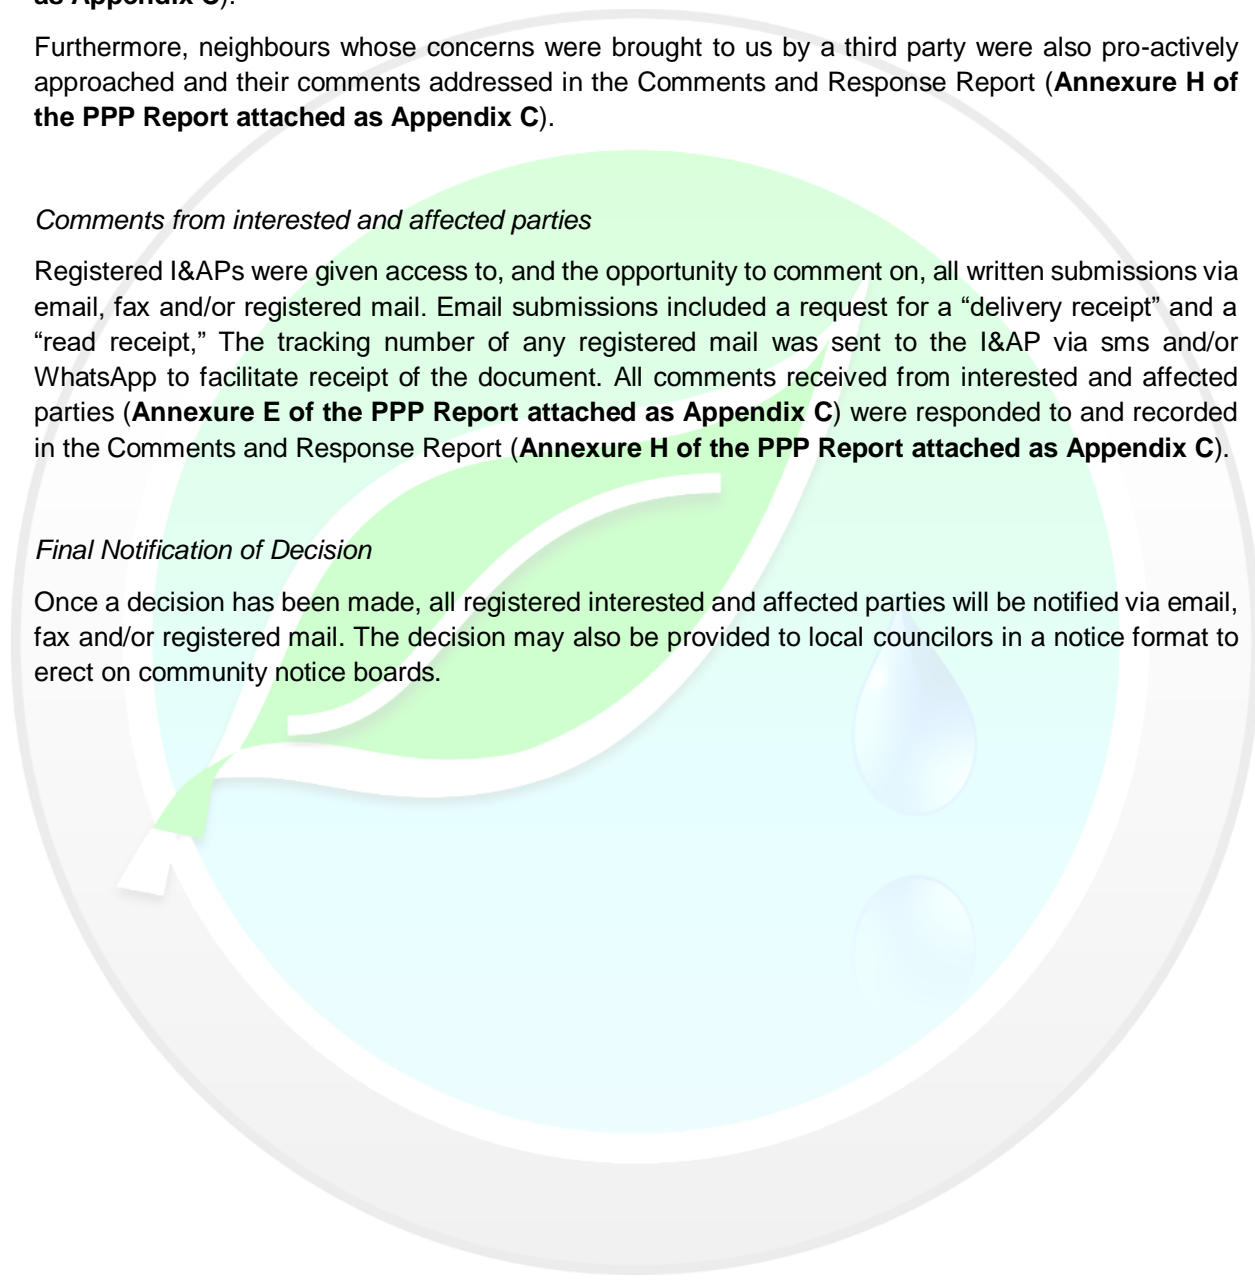 as Appendix C).
Furthermore, neighbours whose concerns were brought to us by a third party were also pro-actively
approached and their comments addressed in the Comments and Response Report (Annexure H of
the PPP Report attached as Appendix C).
Comments from interested and affected parties
Registered I&APs were given access to, and the opportunity to comment on, all written submissions via
email, fax and/or registered mail. Email submissions included a request for a “delivery receipt” and a
“read receipt,” The tracking number of any registered mail was sent to the I&AP via sms and/or
WhatsApp to facilitate receipt of the document. All comments received from interested and affected
parties (Annexure E of the PPP Report attached as Appendix C) were responded to and recorded
in the Comments and Response Report (Annexure H of the PPP Report attached as Appendix C).
Final Notification of Decision
Once a decision has been made, all registered interested and affected parties will be notified via email,
fax and/or registered mail. The decision may also be provided to local councilors in a notice format to
erect on community notice boards.